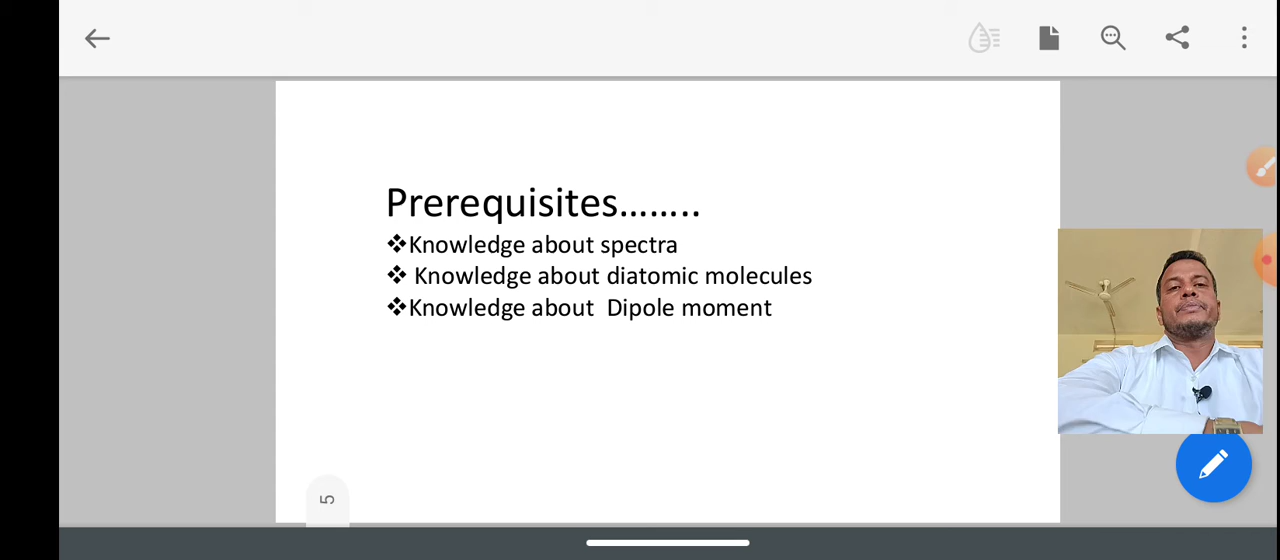 Prerequisites……..
❖Knowledge about spectra
❖ Knowledge about diatomic molecules
❖Knowledge about  Dipole moment
5